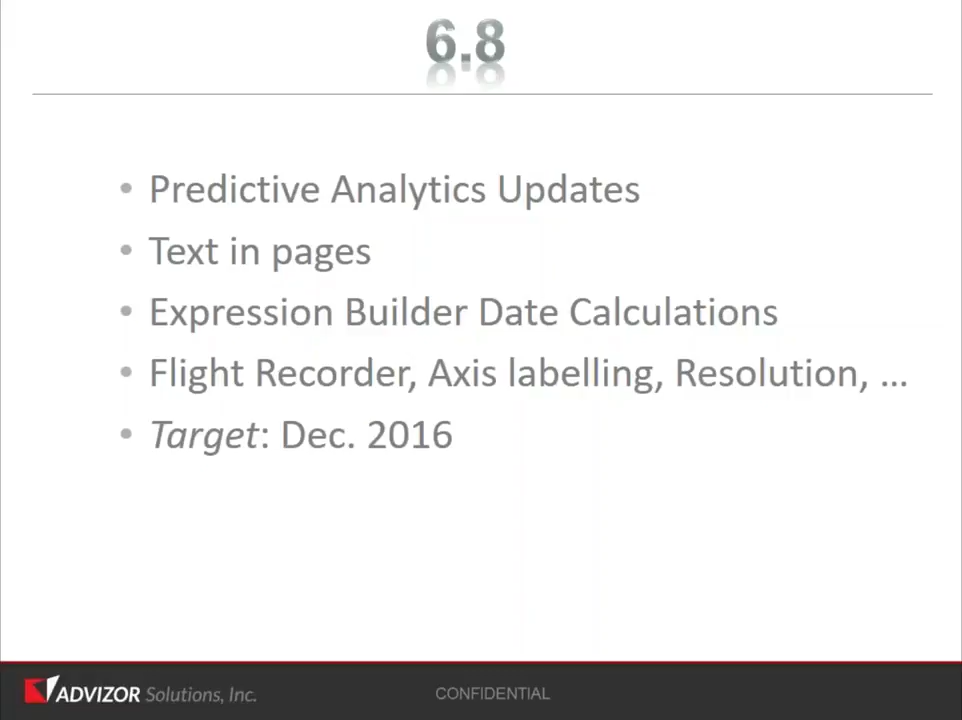 6.8
• Predictive Analytics Updates
• Text in pages
• Expression Builder Date Calculations
• Flight Recorder, Axis labelling, Resolution, ...
• Target: Dec. 2016
ADVIZOR Solutions, Inc.
CONFIDENTIAL